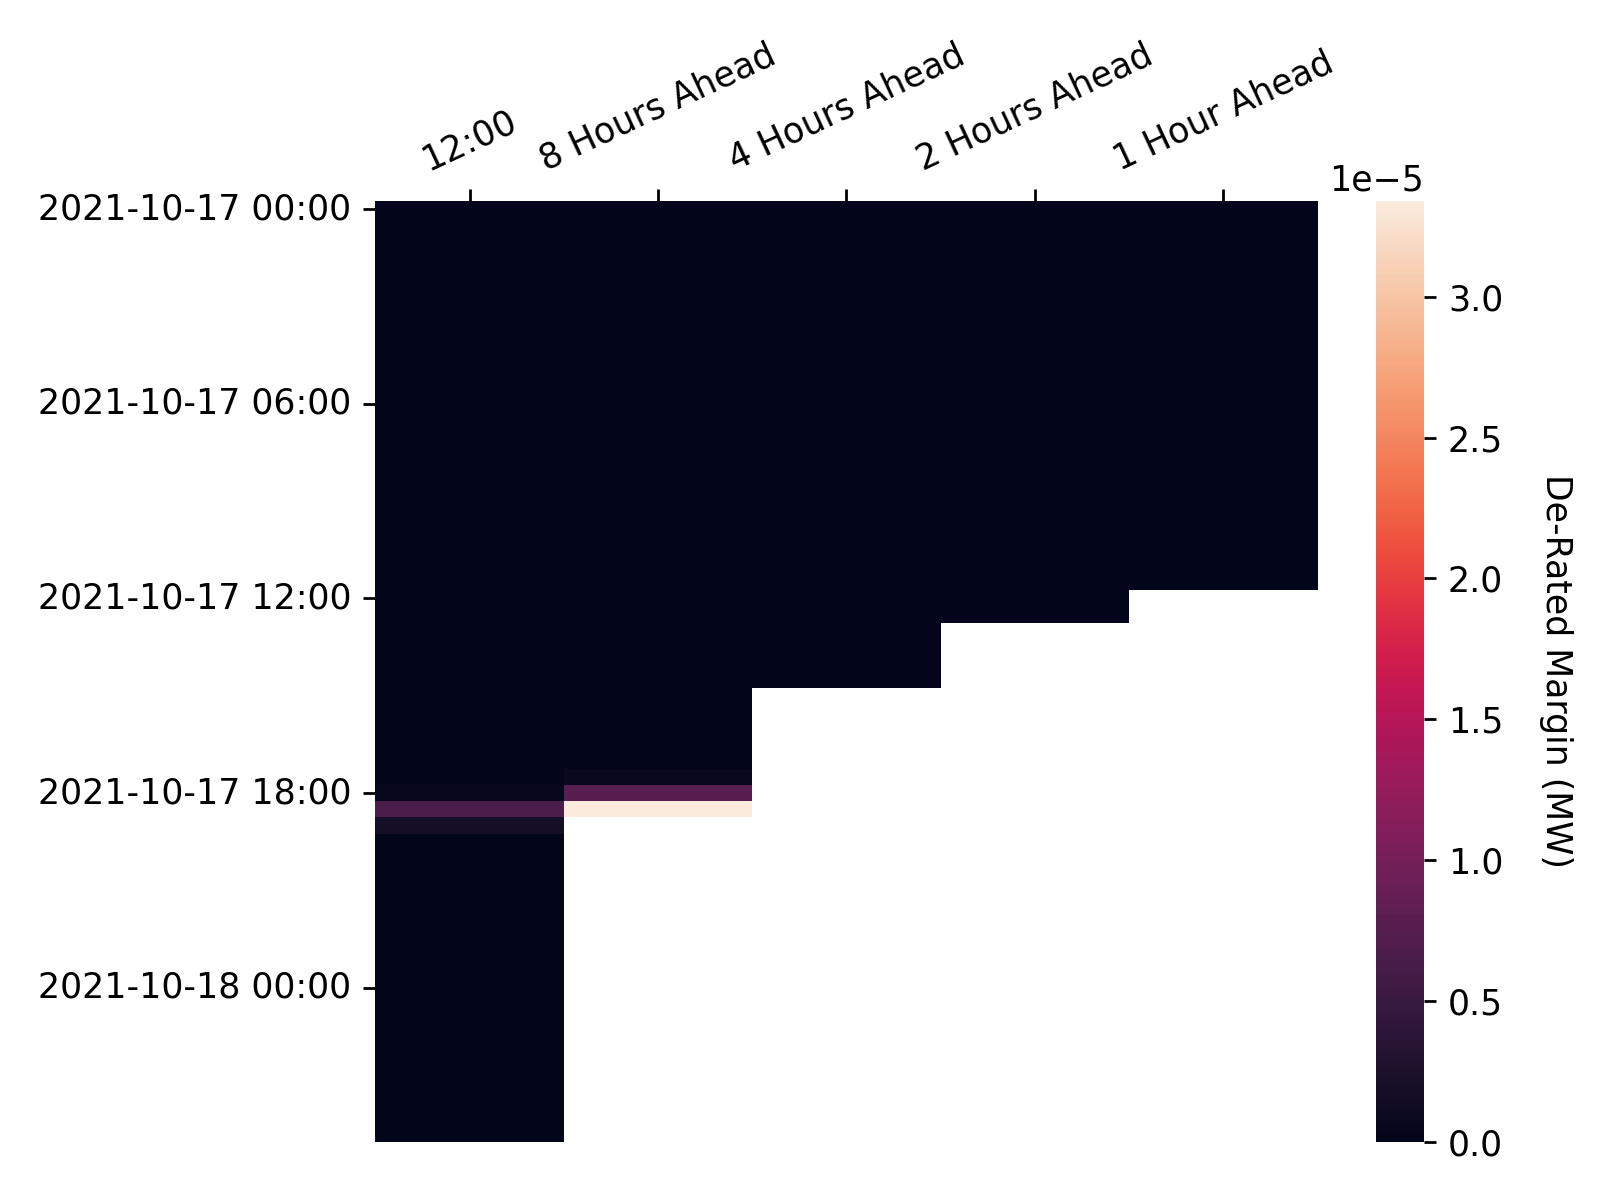 12:00
8 Hours Ahead
4 Hours Ahead
2 Hours Ahead
1 Hour Ahead
1e−5
2021-10-17 00:00
2021-10-17 06:00
2021-10-17 12:00
2021-10-17 18:00
2021-10-18 00:00
3.0
2.5
2.0
1.5
1.0
0.5
0.0
De-Rated Margin (MW)